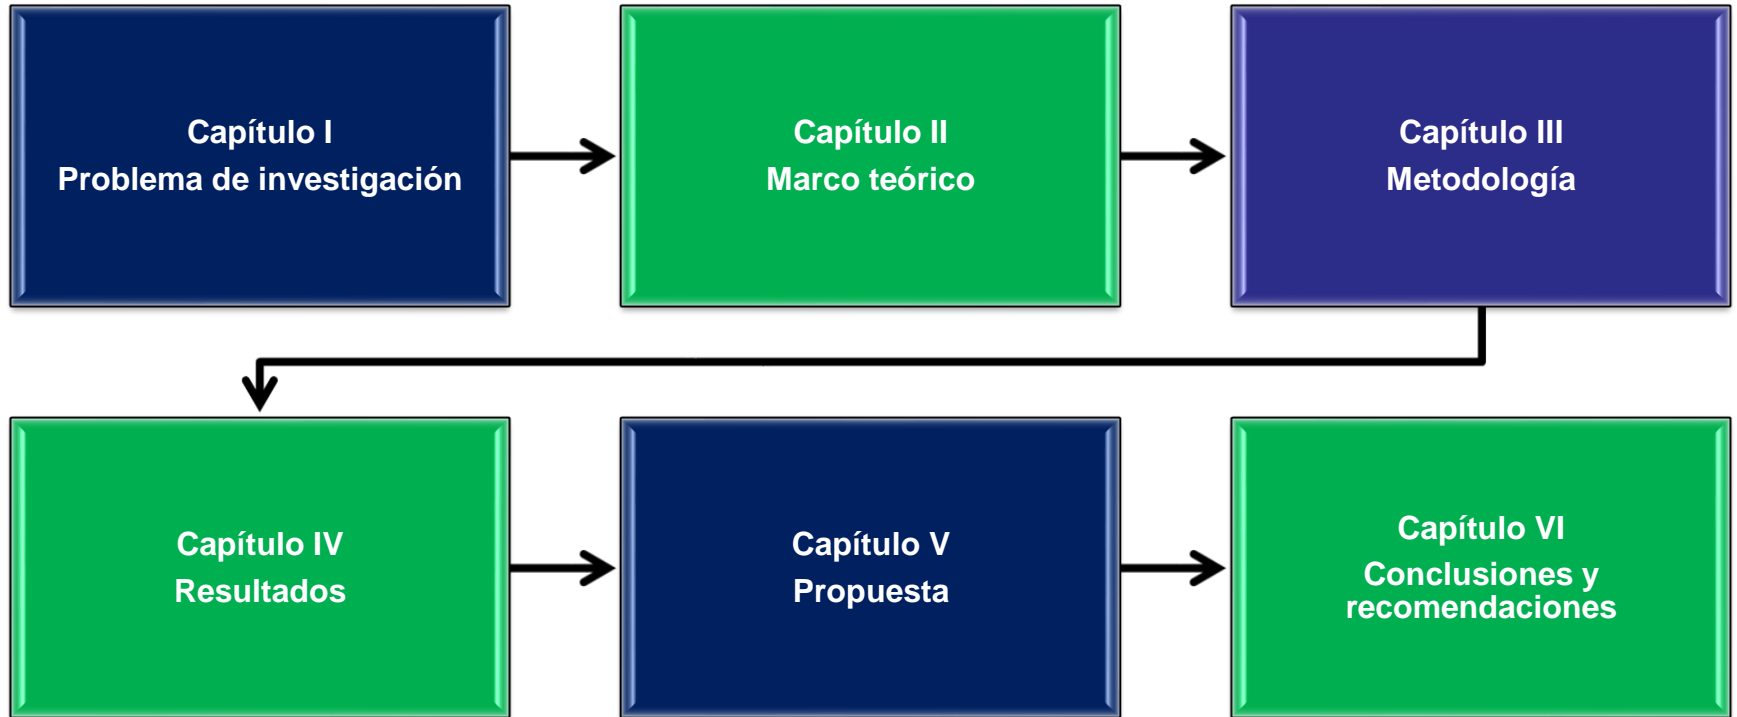 Capítulo I
Problema de investigación
Capítulo II
Marco teórico
Capítulo III
Metodología
Capítulo IV
Resultados
Capítulo V
Propuesta
Capítulo VI
Conclusiones y
recomendaciones